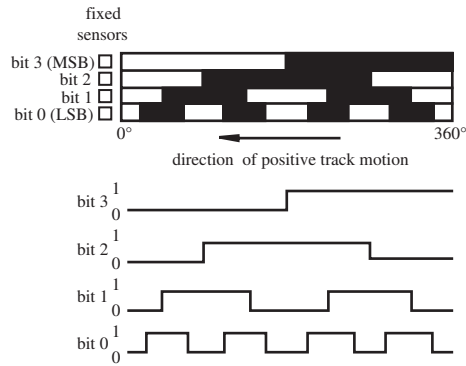 fixed
sensors
bit 3 (MSB)
bit 2
bit 1
bit 0 (LSB)
0° 360°
direction of positive track motion
bit 3 1
0
bit 2 1
0
bit 1 1
0
bit 0 1
0